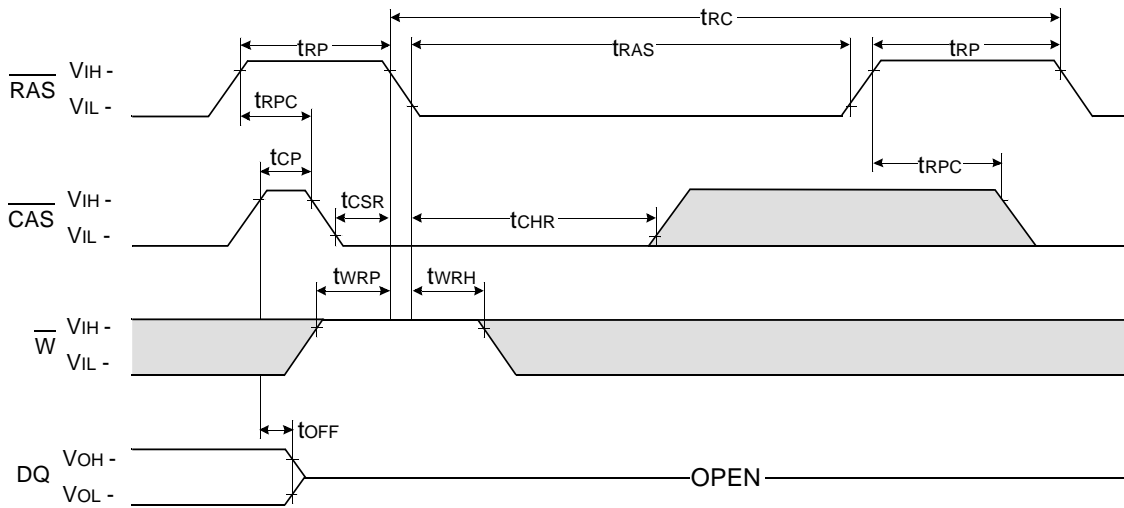 tRC
tRP
tRAS
tRP
RAS
VIH -
VIL -
tRPC
tCP
tRPC
CAS
VIH -
VIL -
tCSR
tCHR
tWRP
tWRH
W
VIH -
VIL -
tOFF
DQ
VOH -
VOL -
OPEN